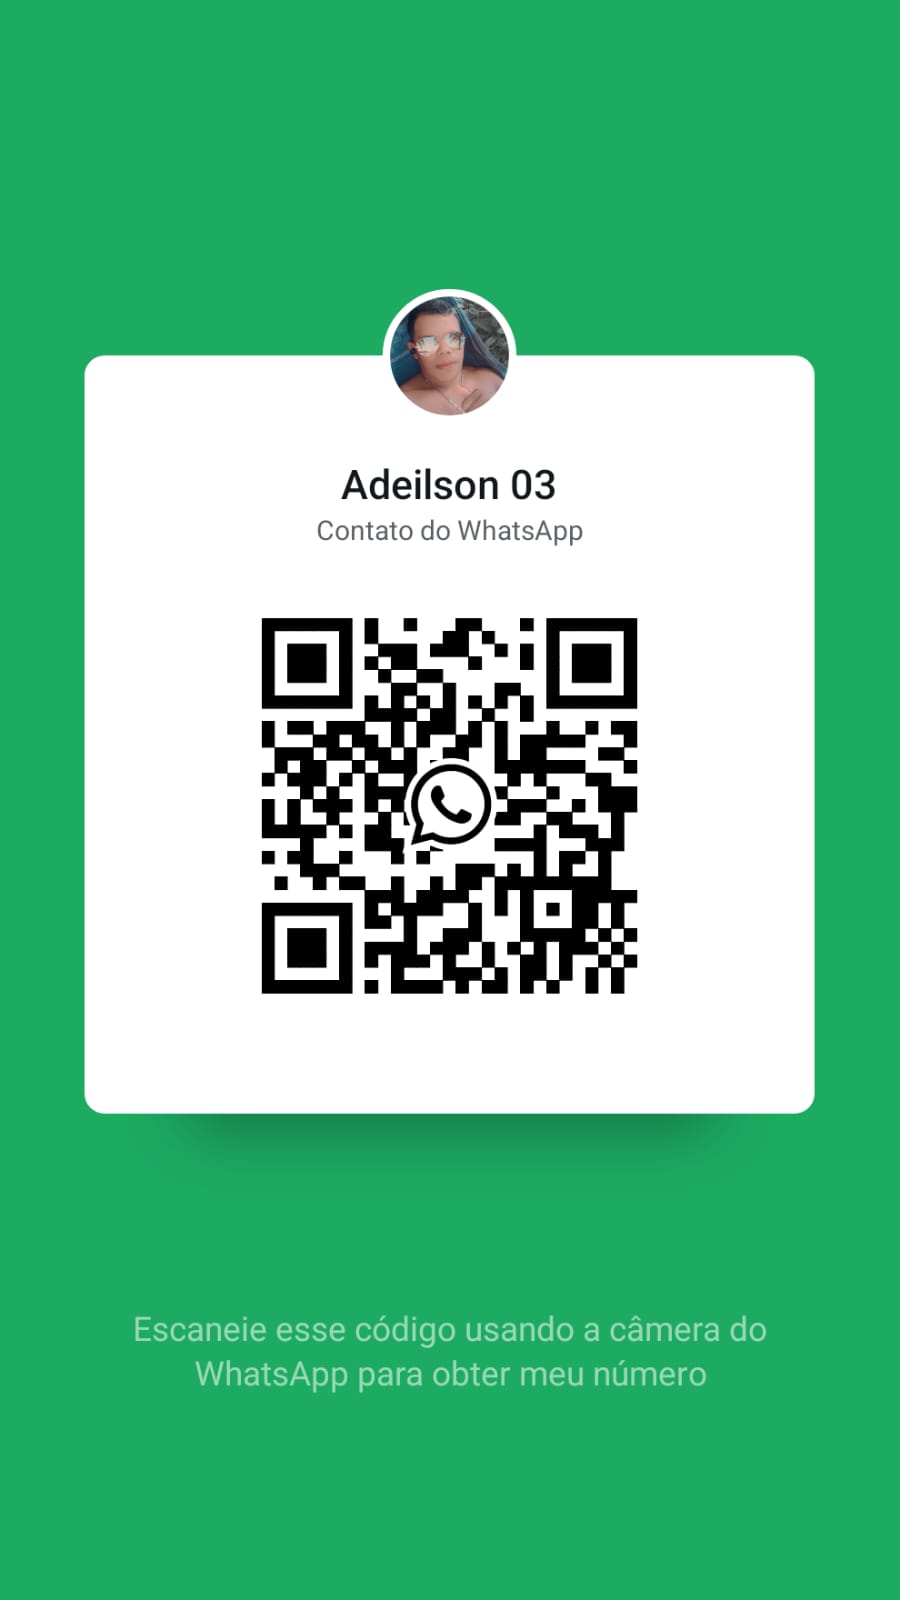 Adeilson 03
Contato do WhatsApp
Escaneie esse código usando a câmera do
WhatsApp para obter meu número